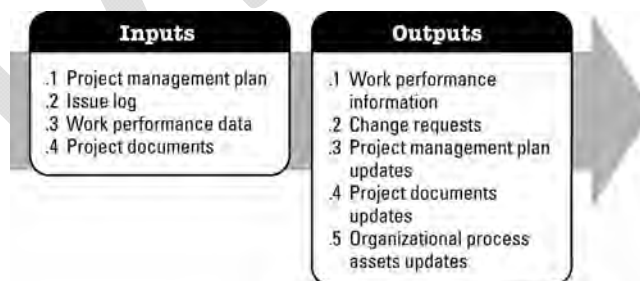 Inputs
.1 Project management plan
.2 Issue log
.3 Work performance data
.4 Project documents
Outputs
.1 Work performance
information
.2 Change requests
.3 Project management plan
updates
.4 Project documents
updates
.5 Organizational process
assets updates